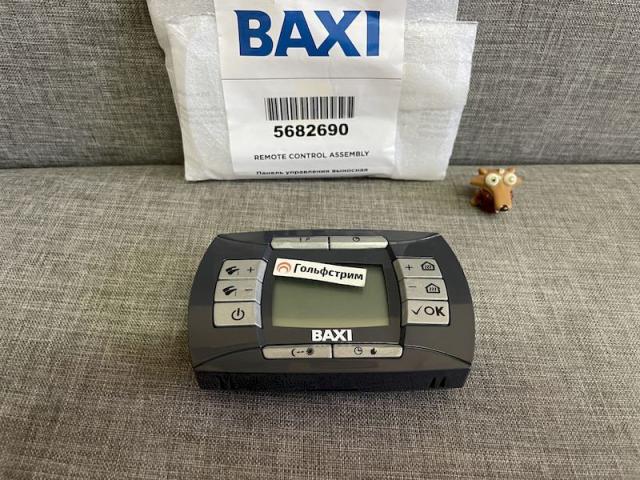 BAXI
5682690
REMOTE CONTROL ASSEMBLY
Панель управления выносная
Гольфстрим
+
+
−
−
✓OK
BAXI